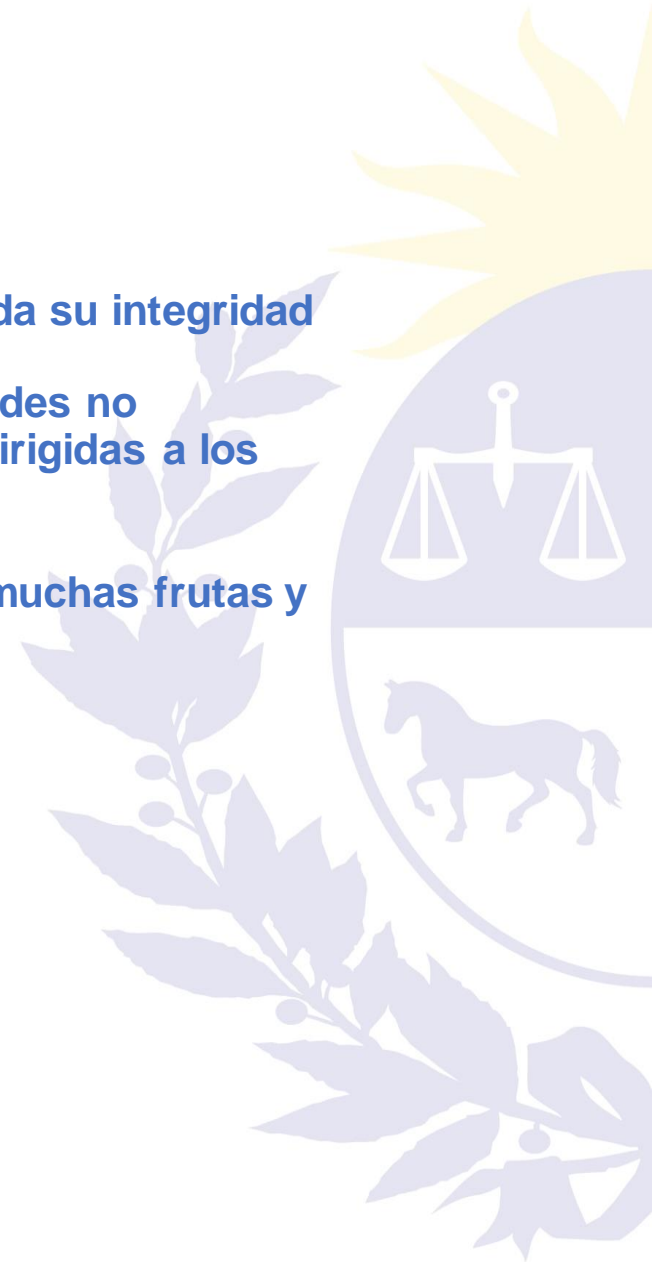 da su integridad
des no
irigidas a los
muchas frutas y